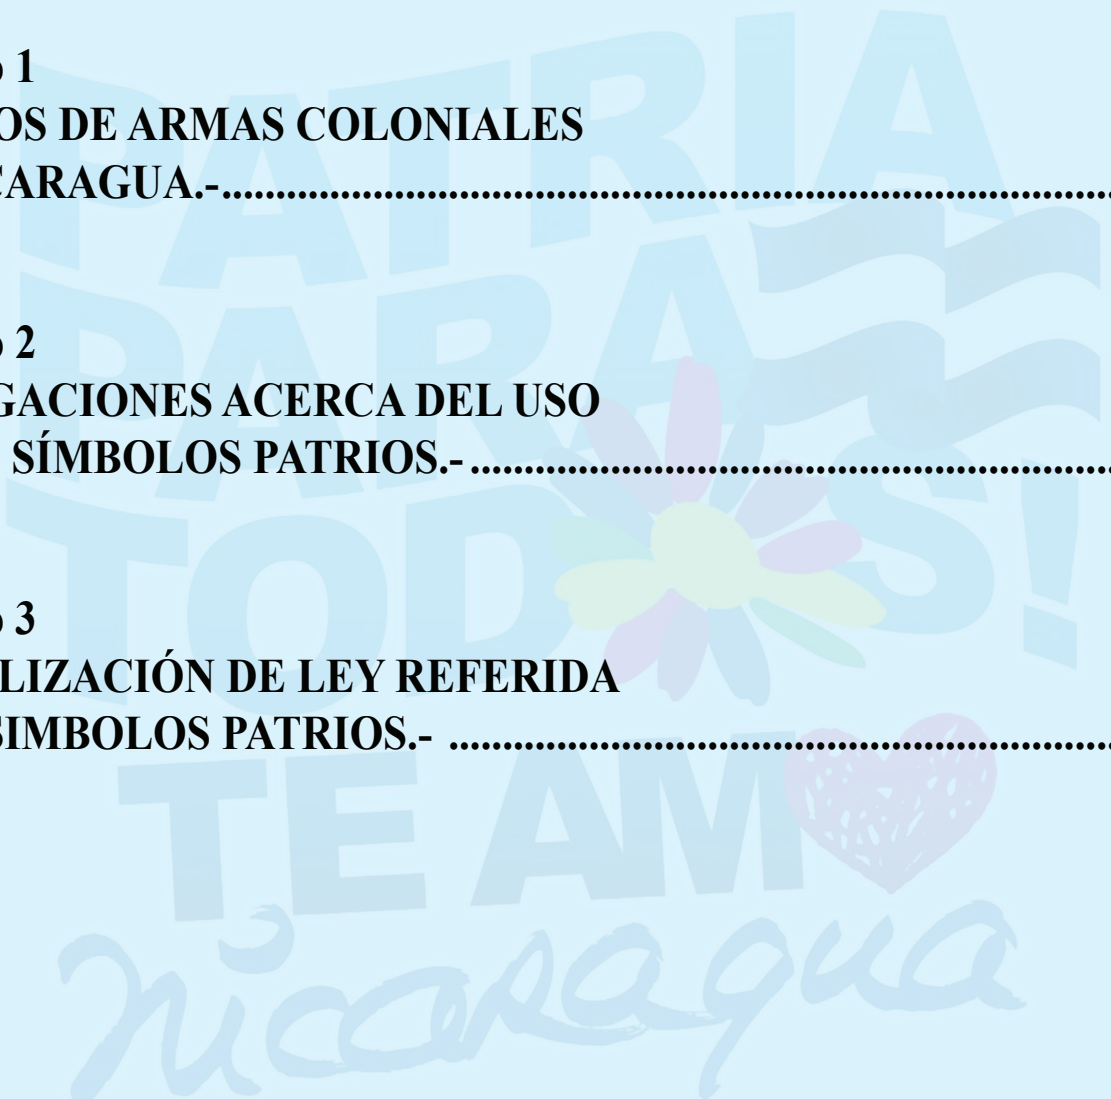 o 1
OS DE ARMAS COLONIALES
CARAGUA.-
o 2
GACIONES ACERCA DEL USO
SÍMBOLOS PATRIOS.-
o 3
LIZACIÓN DE LEY REFERIDA
SIMBOLOS PATRIOS.-
PATRIA
PARA
TOD S!
TE AM
nicaragua